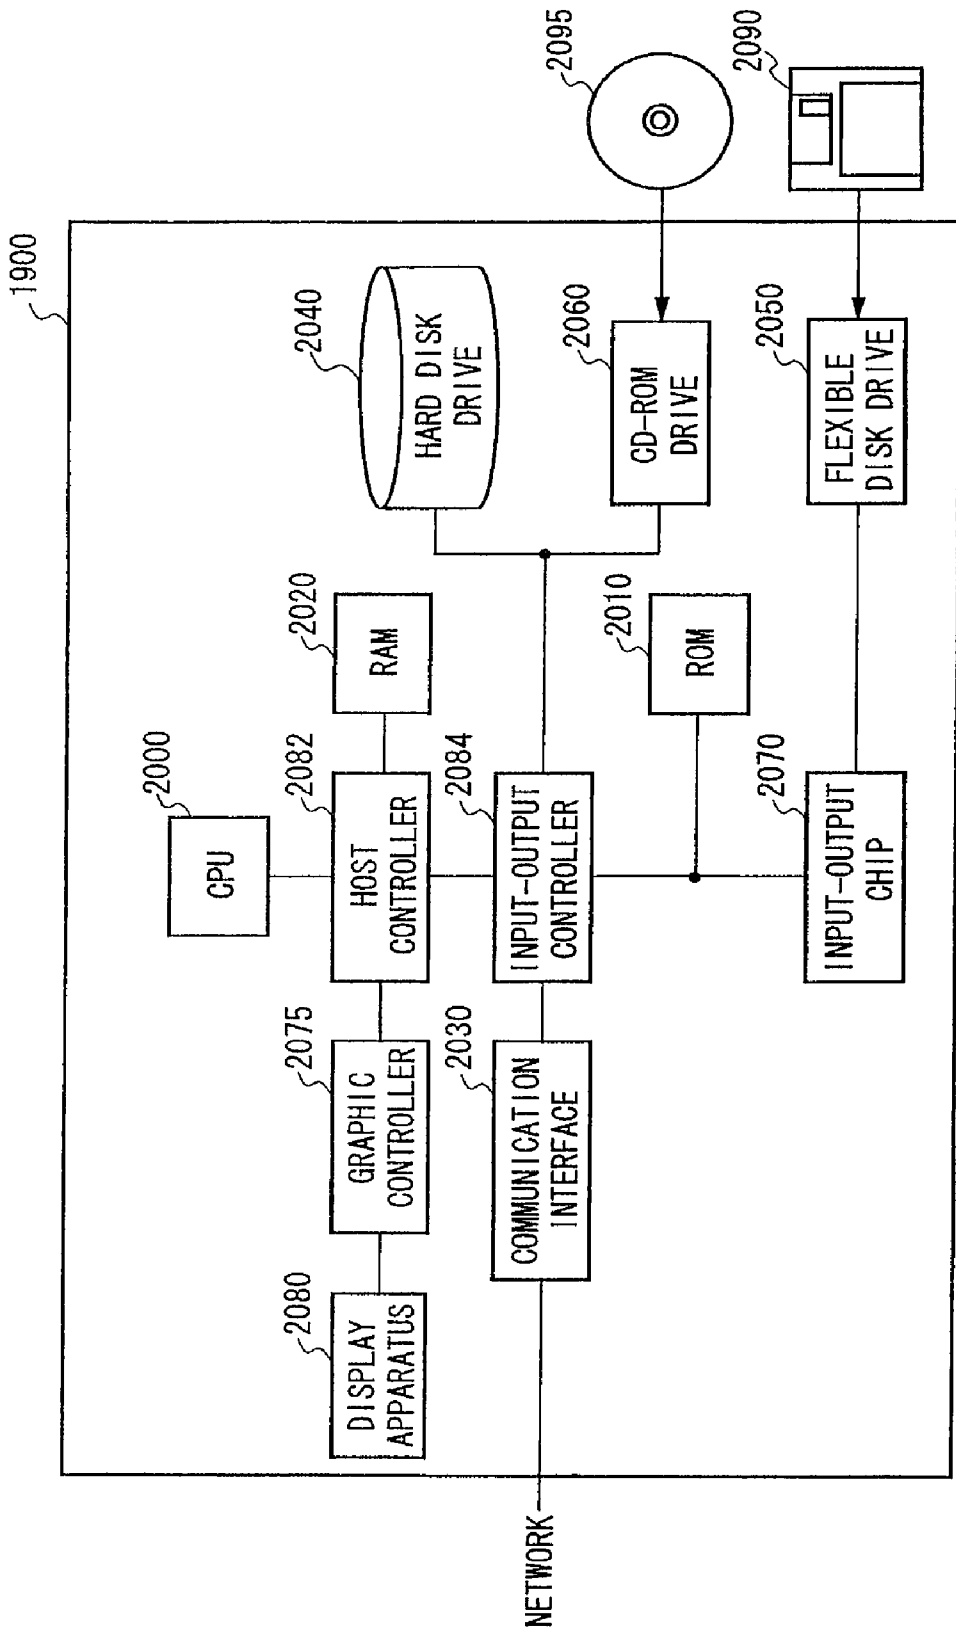 1900
2000
CPU
2080
DISPLAY
APPARATUS
2075
GRAPHIC
CONTROLLER
2082
HOST
CONTROLLER
2020
RAM
2040
HARD DISK
DRIVE
NETWORK
2030
COMMUNICATION
INTERFACE
2084
INPUT-OUTPUT
CONTROLLER
2060
CD-ROM
DRIVE
2095
2010
ROM
2070
INPUT-OUTPUT
CHIP
2050
FLEXIBLE
DISK DRIVE
2090